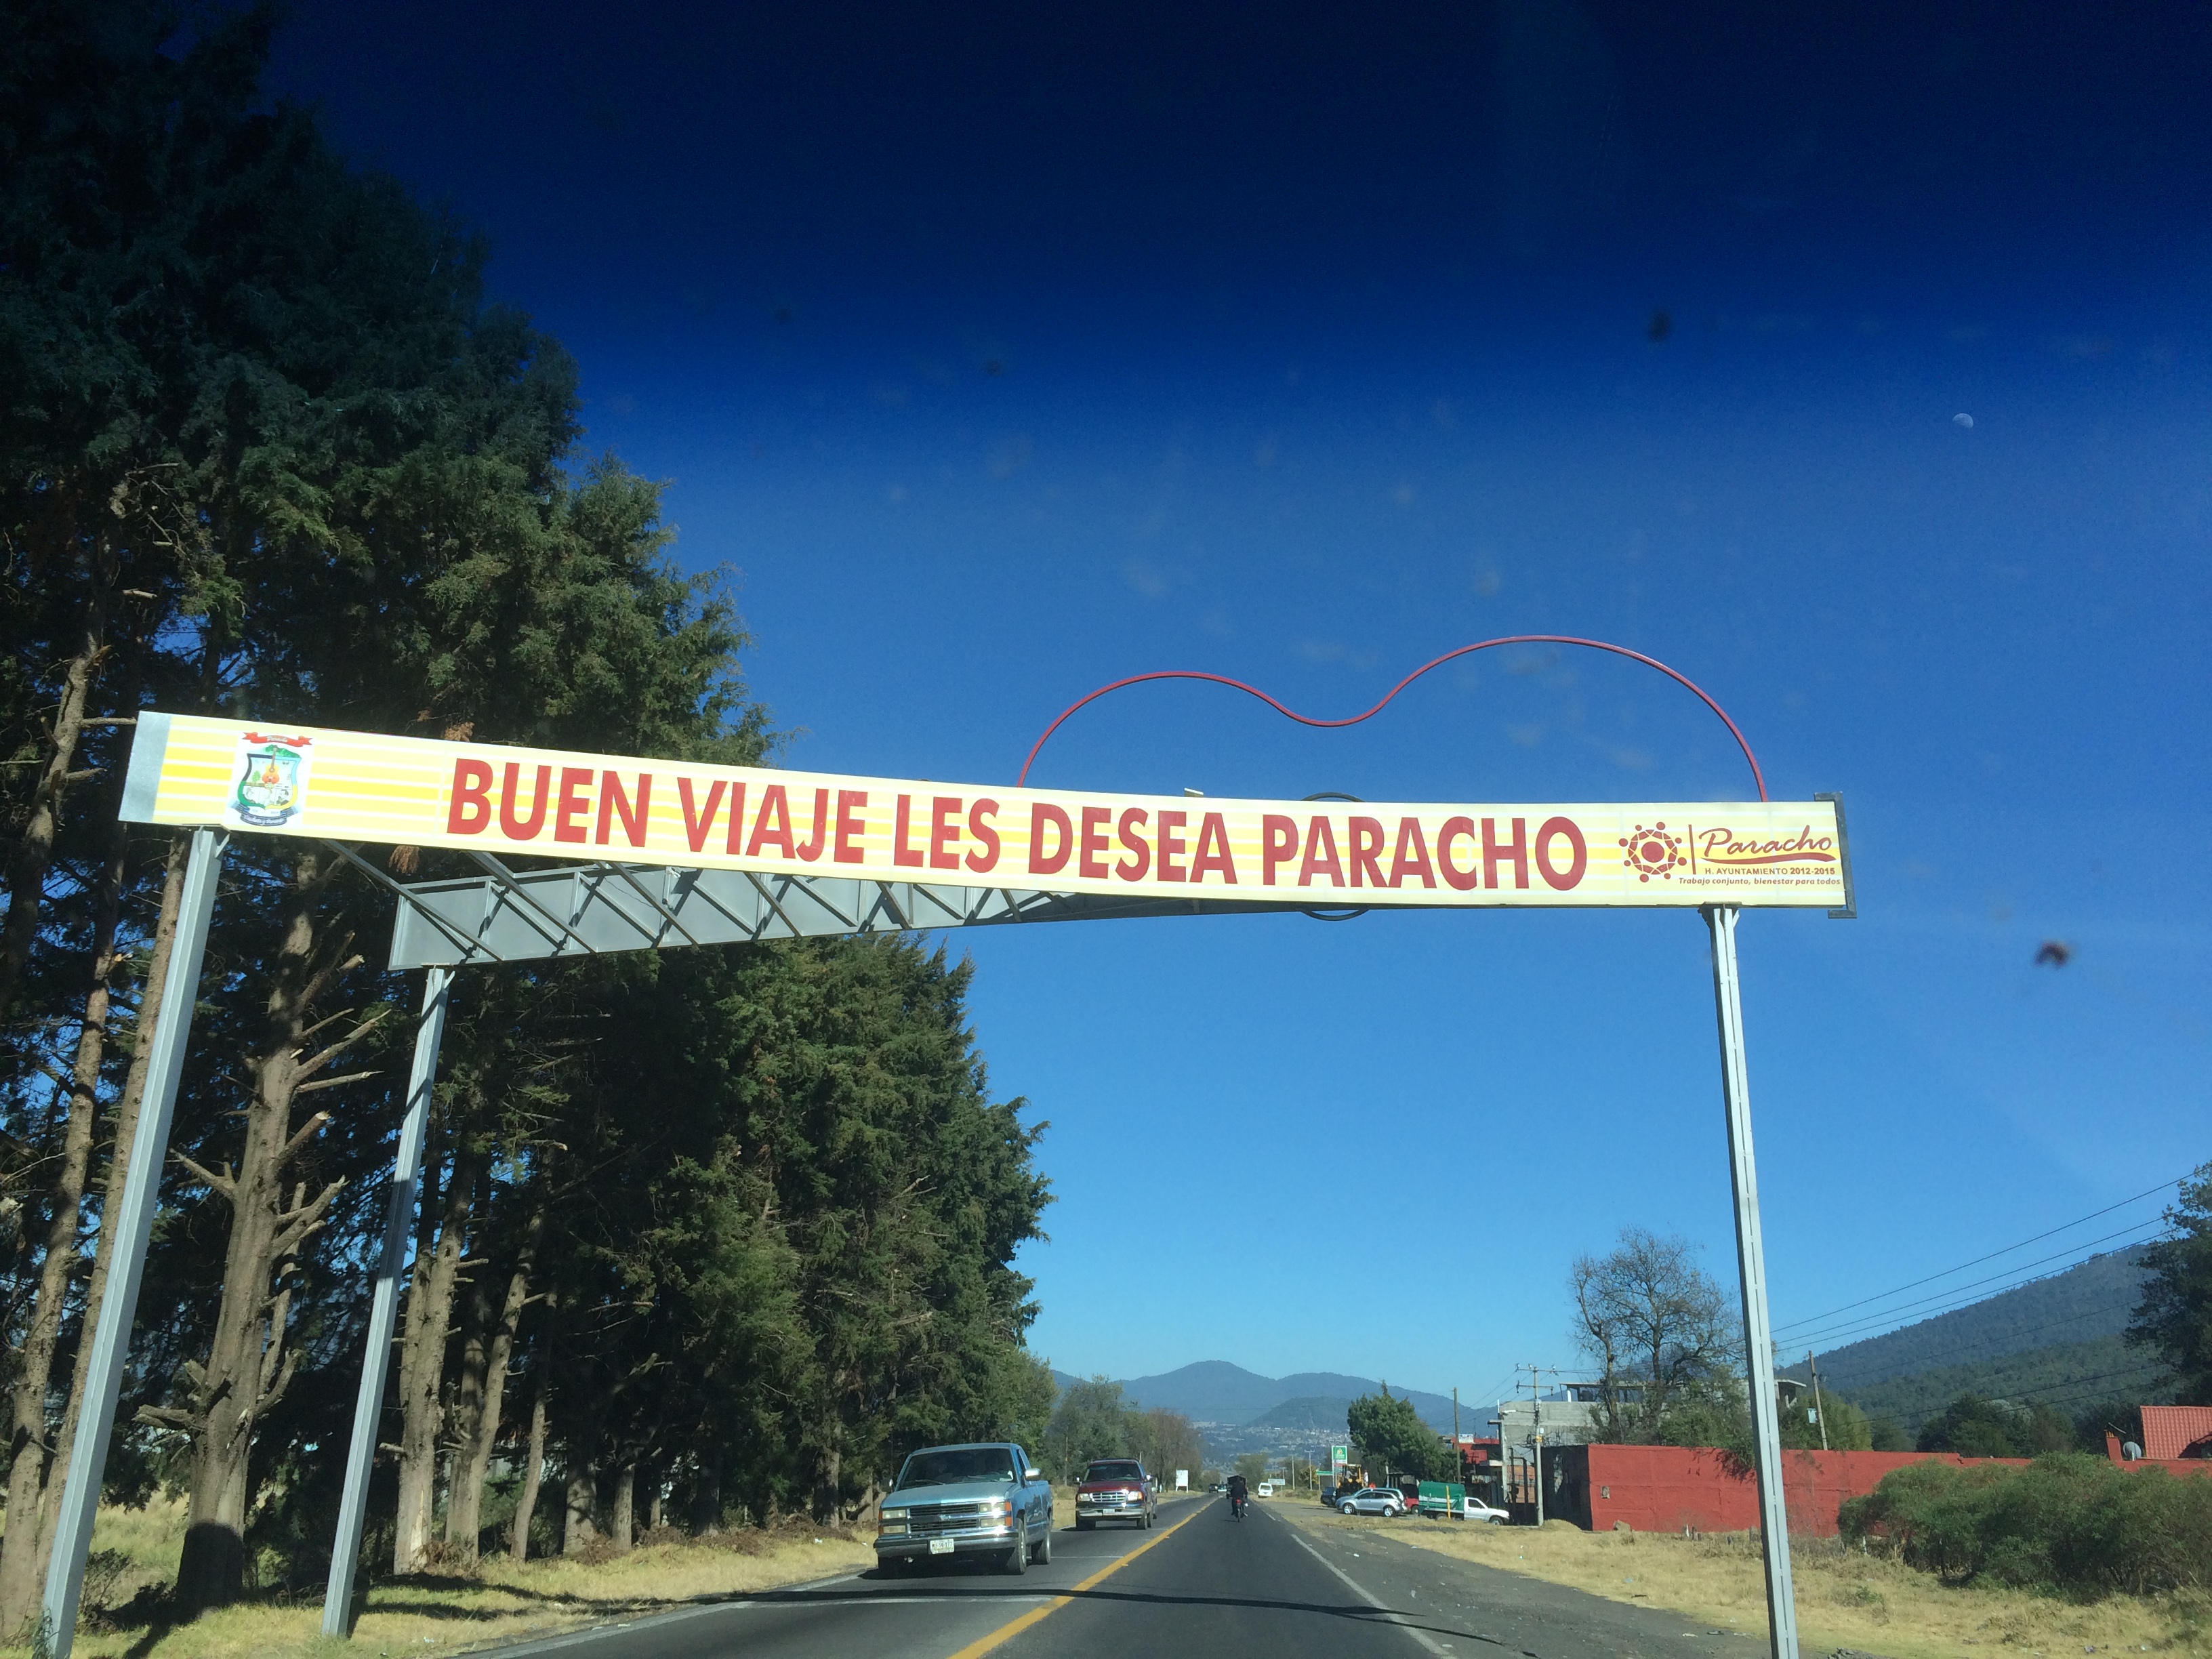 BUEN VIAJE LES DESEA PARACHO
Paracho
H. AYUNTAMIENTO 2012-2015
Trabajo conjunto, bienestar para todos